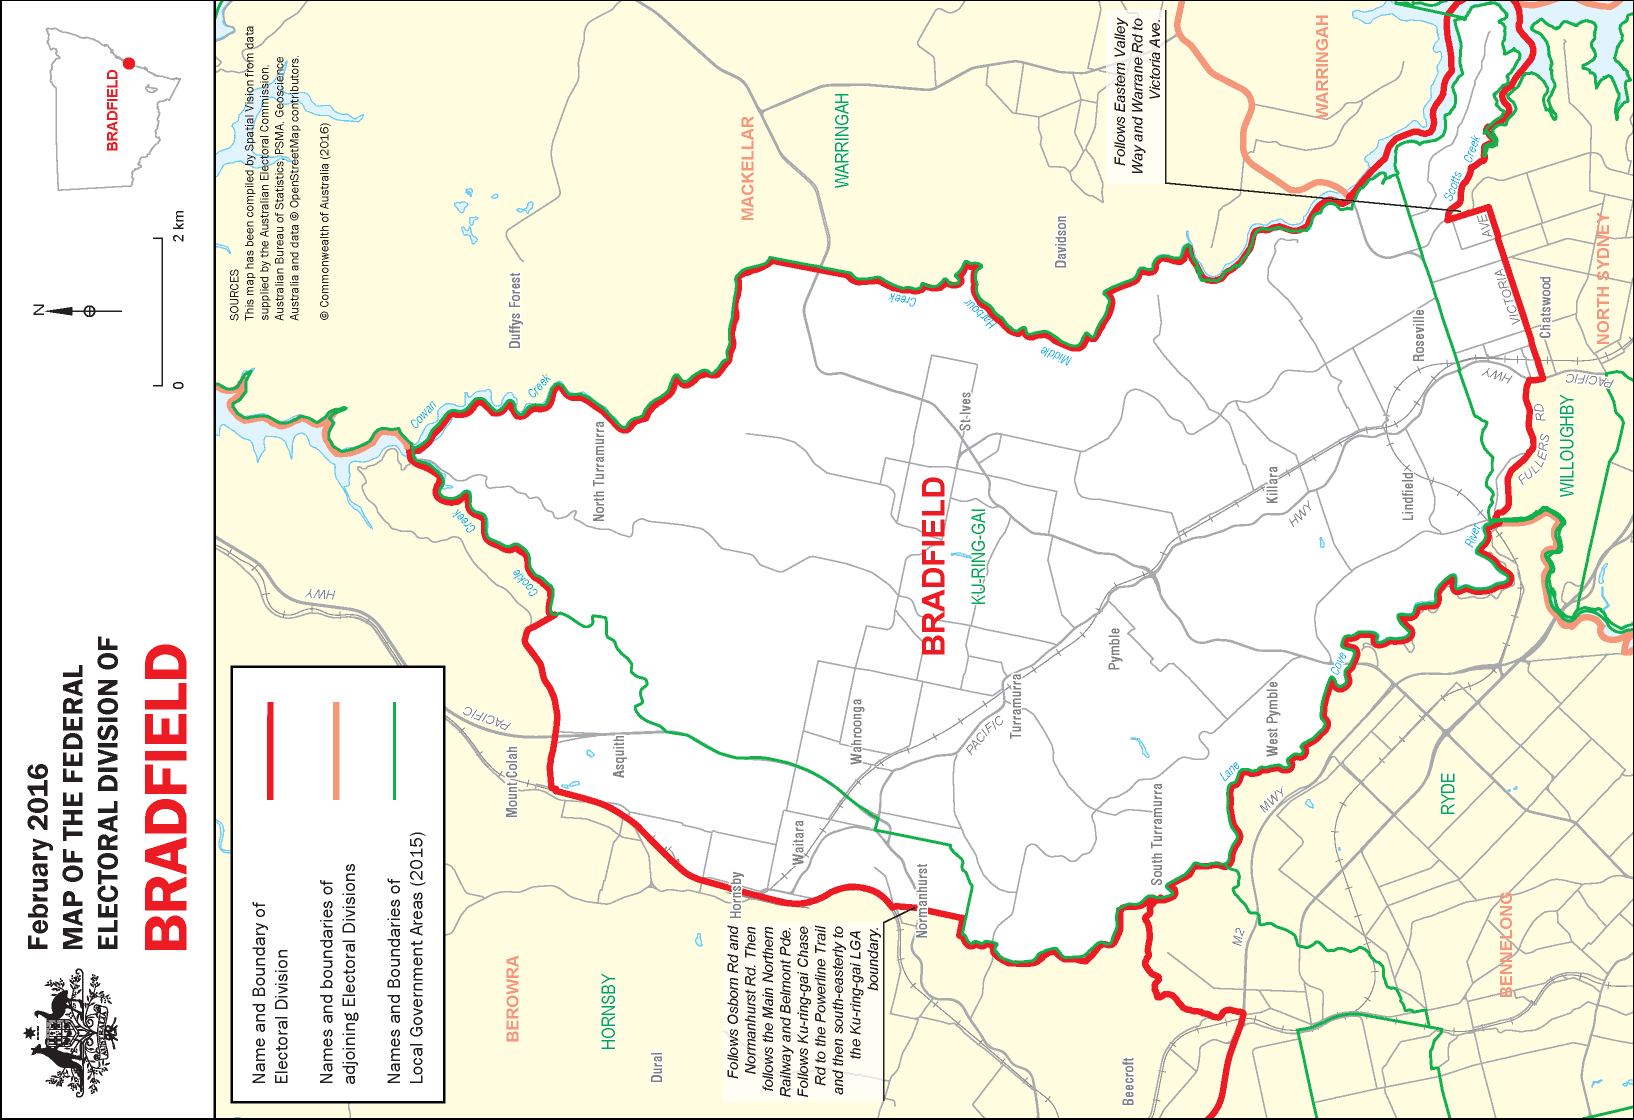 February 2016
MAP OF THE FEDERAL
ELECTORAL DIVISION OF
BRADFIELD
N
0
2 km
BRADFIELD
Name and Boundary of
Electoral Division
Names and boundaries of
adjoining Electoral Divisions
Names and Boundaries of
Local Government Areas (2015)
SOURCES
This map has been compiled by Spatial Vision from data
supplied by the Australian Electoral Commission,
Australian Bureau of Statistics, PSMA, Geoscience
Australia and data © OpenStreetMap contributors.
© Commonwealth of Australia (2016)
HWY
PACIFIC
Mount Colah
Asquith
BEROWRA
HORNSBY
Dural
Cowan
Creek
Cockle
Creek
Duffys Forest
North Turramurra
MACKELLAR
WARRINGAH
Davidson
Creek
Middle
Harbour
Hornsby
Waitara
Wahroonga
Normanhurst
Follows Osborn Rd and
Normanhurst Rd. Then
follows the Main Northern
Railway and Belmont Pde.
Follows Ku-ring-gai Chase
Rd to the Powerline Trail
and then south-easterly to
the Ku-ring-gai LGA
boundary.
BRADFIELD
KU-RING-GAI
St-Ives
PACIFIC
Turramurra
Pymble
South Turramurra
West Pymble
Killara
HWY
Lindfield
Roseville
Follows Eastern Valley
Way and Warrane Rd to
Victoria Ave.
WARRINGAH
Scotts
Creek
AVE
VICTORIA
Chatswood
NORTH SYDNEY
HWY
PACIFIC
FULLERS
RD
WILLOUGHBY
Lane
Cove
River
MWY
M2
RYDE
BENNELONG
Beecroft